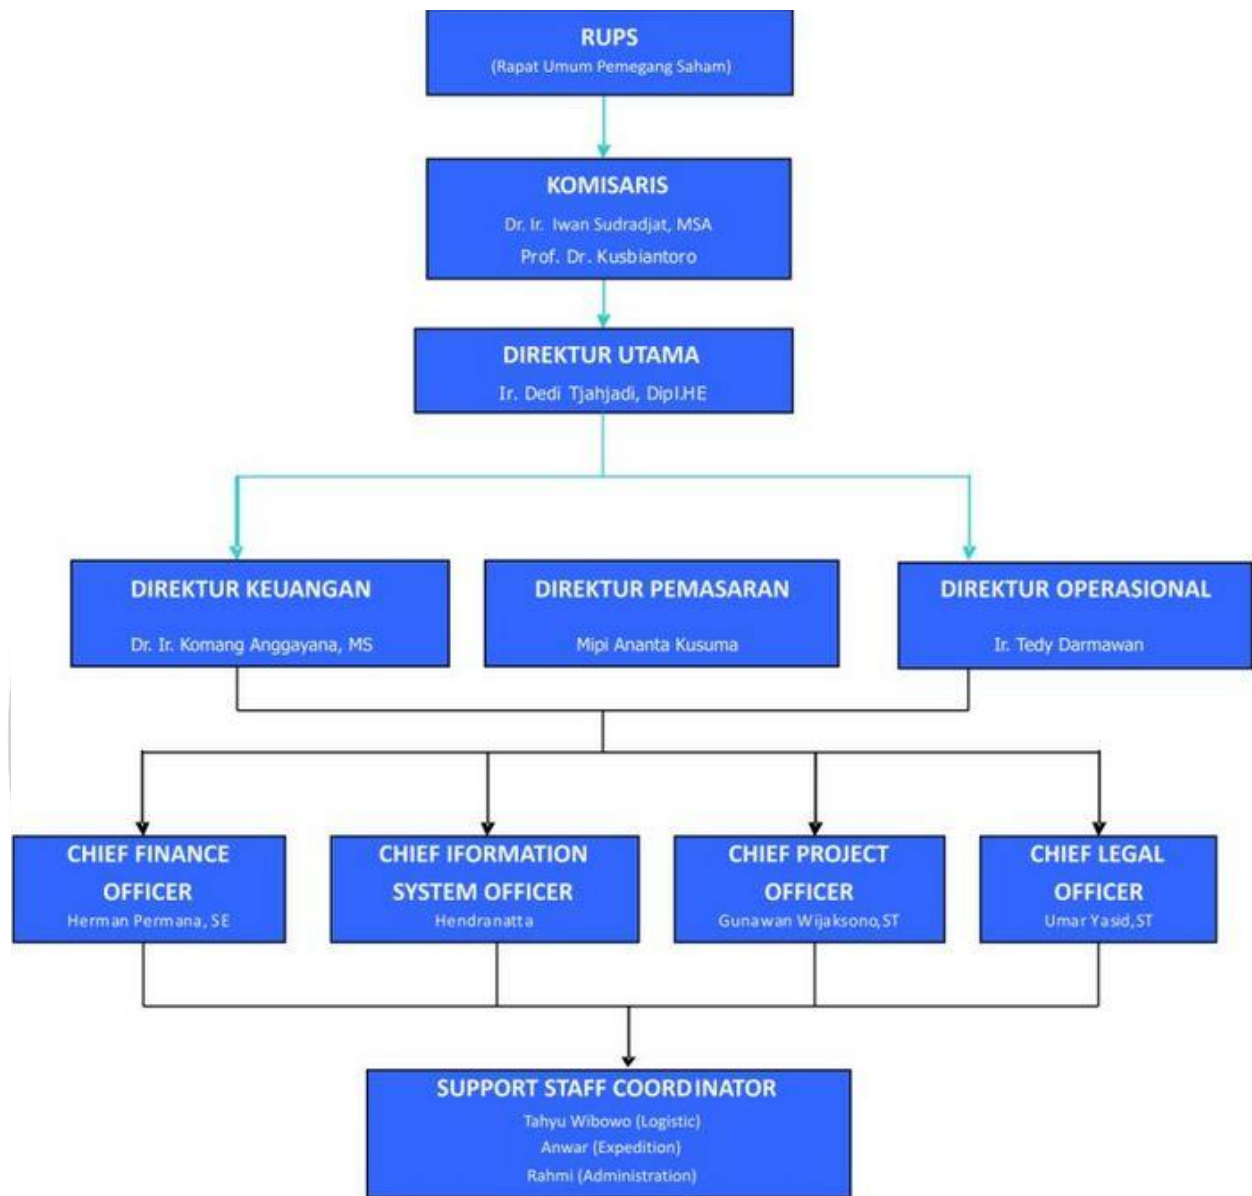 RUPS
(Rapat Umum Pemegang Saham)
KOMISARIS
Dr. Ir. Iwan Sudradjat, MSA
Prof. Dr. Kusbiantoro
DIREKTUR UTAMA
Ir. Dedi Tjahjadi, Dipl.HE
DIREKTUR KEUANGAN
Dr. Ir. Komang Anggayana, MS
DIREKTUR PEMASARAN
Mipi Ananta Kusuma
DIREKTUR OPERASIONAL
Ir. Tedy Darmawan
CHIEF FINANCE
OFFICER
Herman Permana, SE
CHIEF IFORMATION
SYSTEM OFFICER
Hendranatta
CHIEF PROJECT
OFFICER
Gunawan Wijaksono,ST
CHIEF LEGAL
OFFICER
Umar Yasid,ST
SUPPORT STAFF COORDINATOR
Tahyu Wibowo (Logistic)
Anwar (Expedition)
Rahmi (Administration)